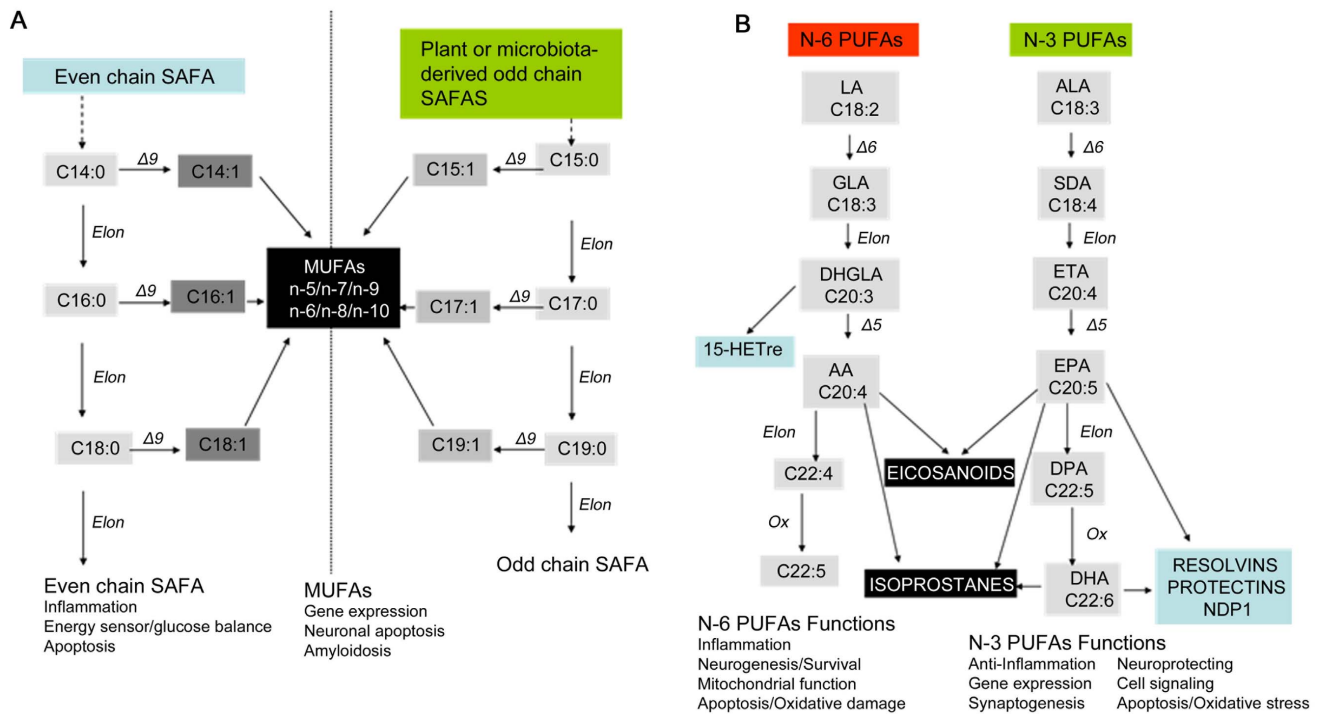 A
Even chain SAFA
Plant or microbiota-
derived odd chain
SAFAS
C14:0
Δ9
C14:1
C15:1
Δ9
C15:0
Elon
Elon
MUFAs
n-5/n-7/n-9
n-6/n-8/n-10
C16:0
Δ9
C16:1
C17:1
Δ9
C17:0
Elon
Elon
C18:0
Δ9
C18:1
C19:1
Δ9
C19:0
Elon
Elon
Odd chain SAFA
Even chain SAFA
Inflammation
Energy sensor/glucose balance
Apoptosis
MUFAs
Gene expression
Neuronal apoptosis
Amyloidosis
B
N-6 PUFAs
N-3 PUFAs
LA
C18:2
ALA
C18:3
Δ6
Δ6
GLA
C18:3
SDA
C18:4
Elon
Elon
DHGLA
C20:3
ETA
C20:4
Δ5
Δ5
15-HETre
AA
C20:4
EPA
C20:5
Elon
Elon
C22:4
EICOSANOIDS
DPA
C22:5
Ox
Ox
C22:5
ISOPROSTANES
DHA
C22:6
RESOLVINS
PROTECTINS
NDP1
N-6 PUFAs Functions
Inflammation
Neurogenesis/Survival
Mitochondrial function
Apoptosis/Oxidative damage
N-3 PUFAs Functions
Anti-Inflammation
Gene expression
Synaptogenesis
Neuroprotecting
Cell signaling
Apoptosis/Oxidative stress